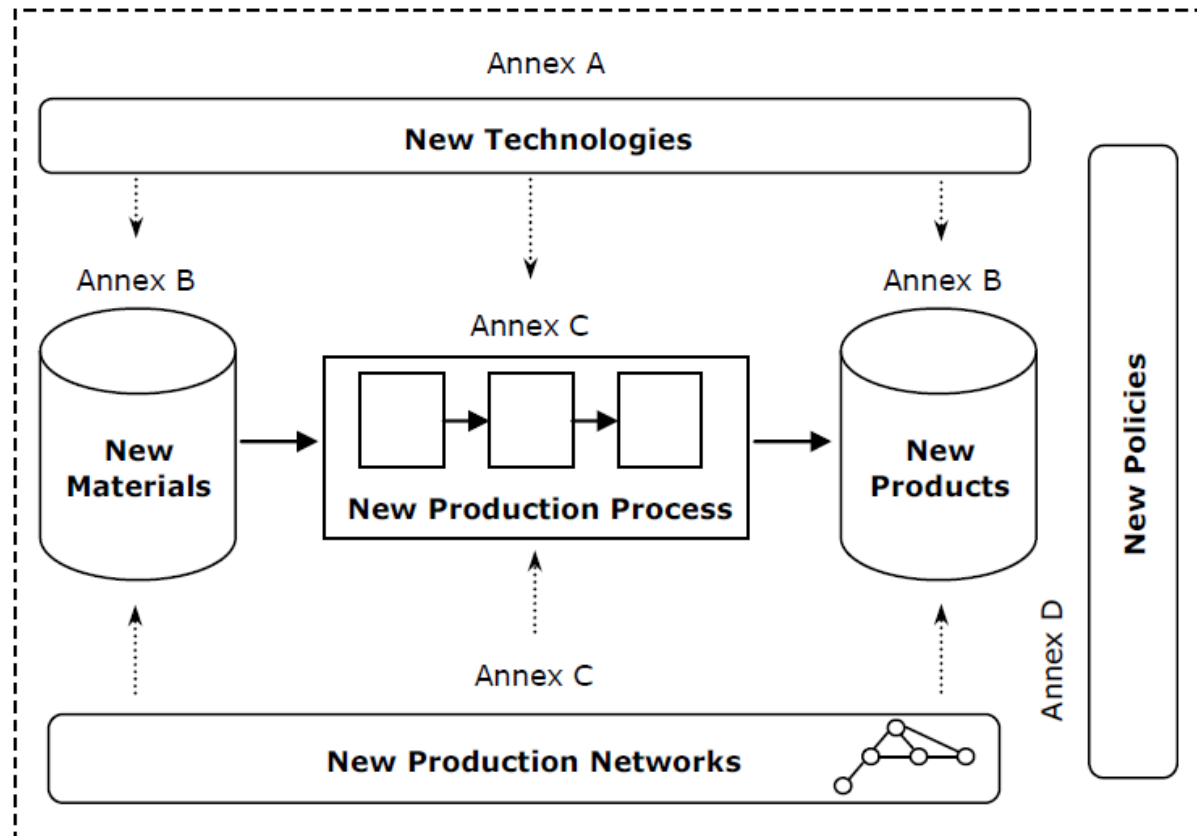 Annex A
New Technologies
Annex B
Annex B
Annex C
New
Materials
New Production Process
New
Products
New Policies
Annex D
Annex C
New Production Networks